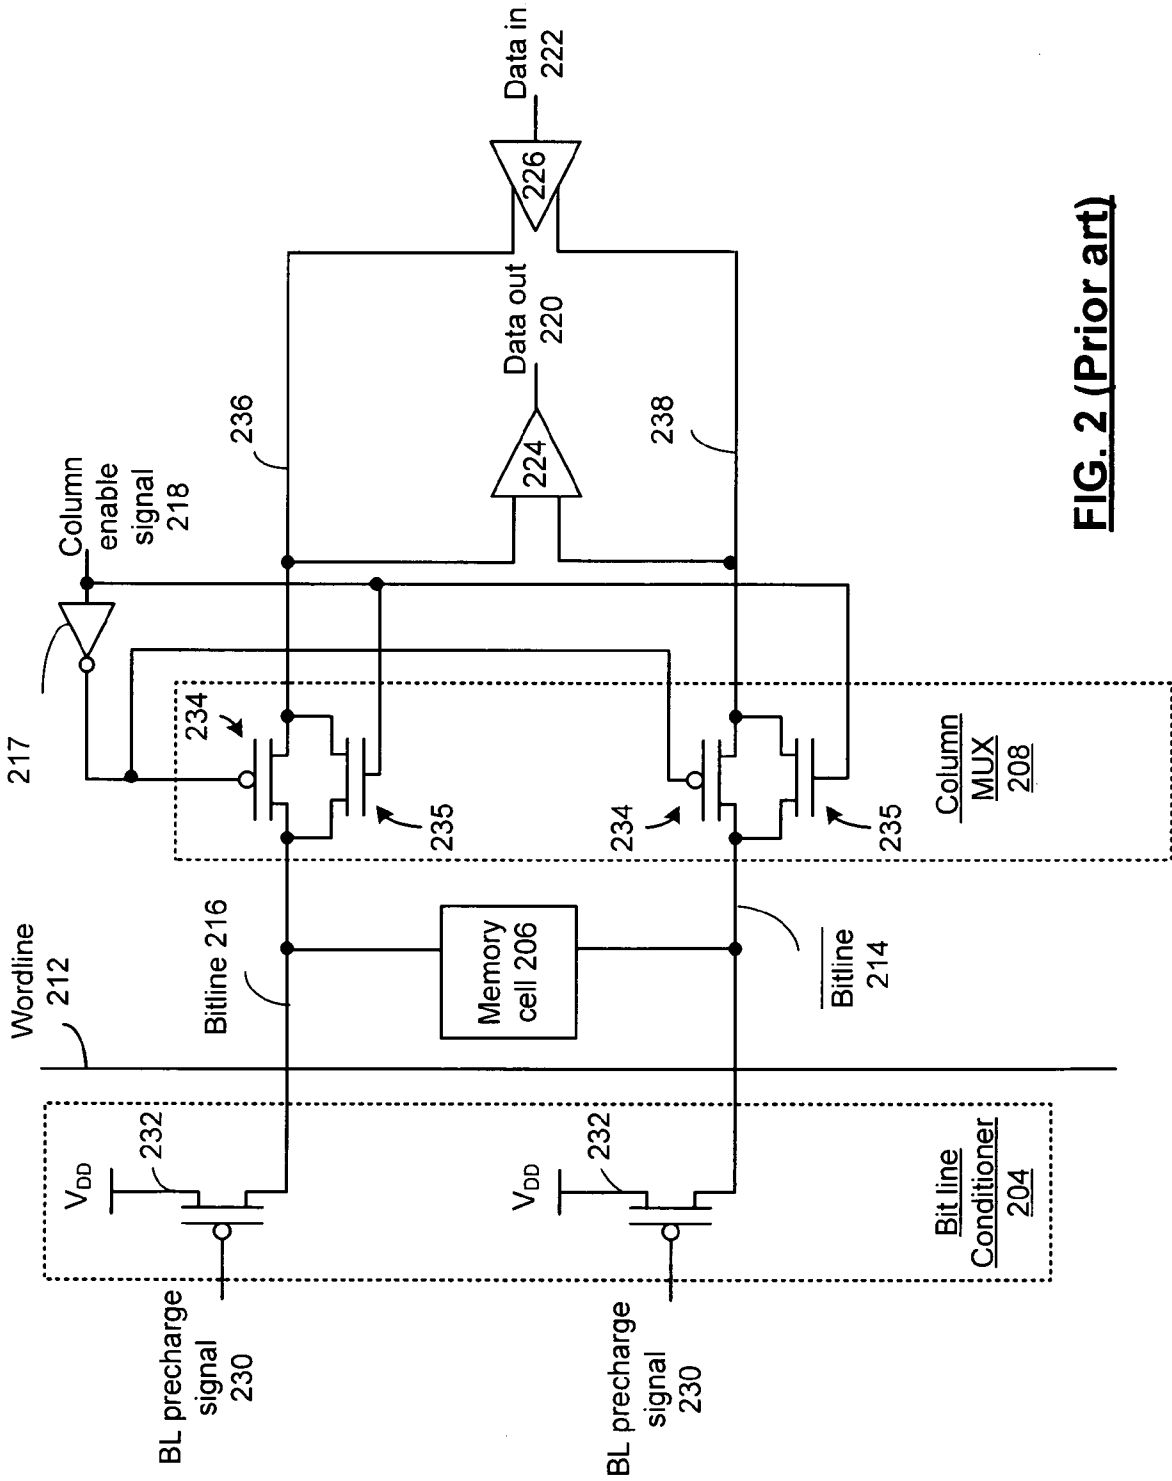 BL precharge
signal
230
BL precharge
signal
230
VDD
232
VDD
232
Bit line
Conditioner
204
Wordline
212
Bitline 216
Memory
cell 206
Bitline
214
217
234
235
234
235
Column
MUX
208
Column
enable
signal
218
236
238
224
Data out
220
226
Data in
222
FIG. 2 (Prior art)